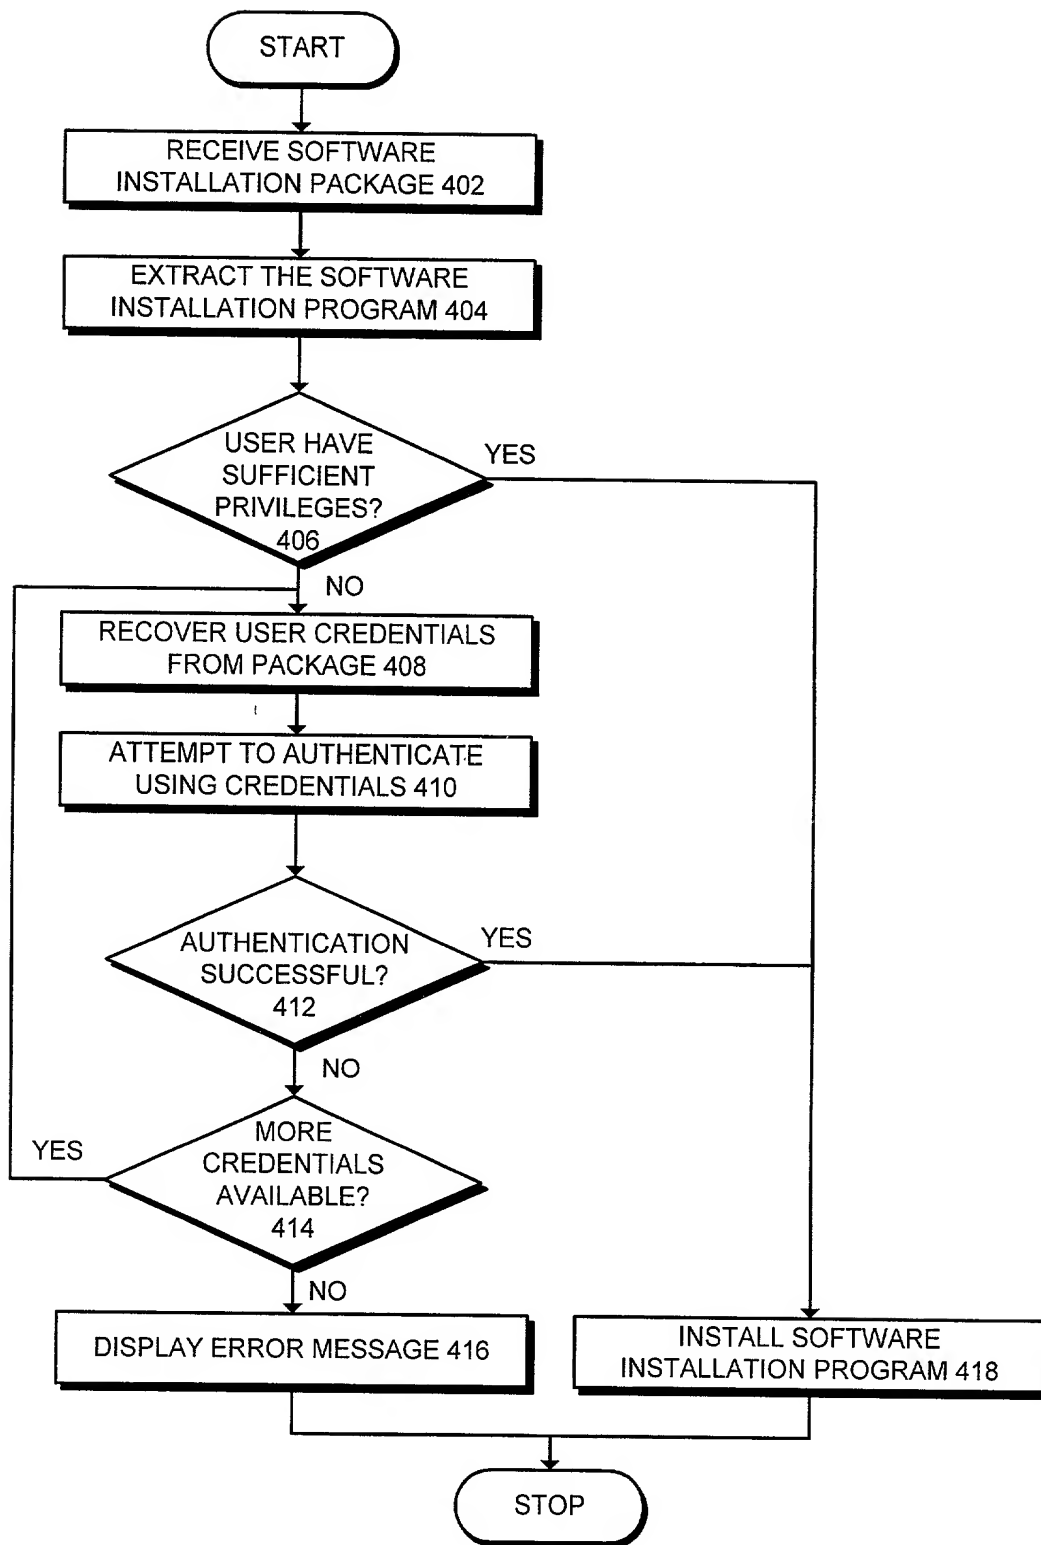 START
RECEIVE SOFTWARE
INSTALLATION PACKAGE 402
EXTRACT THE SOFTWARE
INSTALLATION PROGRAM 404
USER HAVE
SUFFICIENT
PRIVILEGES?
406
YES
NO
RECOVER USER CREDENTIALS
FROM PACKAGE 408
ATTEMPT TO AUTHENTICATE
USING CREDENTIALS 410
AUTHENTICATION
SUCCESSFUL?
412
YES
NO
MORE
CREDENTIALS
AVAILABLE?
414
YES
NO
DISPLAY ERROR MESSAGE 416
INSTALL SOFTWARE
INSTALLATION PROGRAM 418
STOP